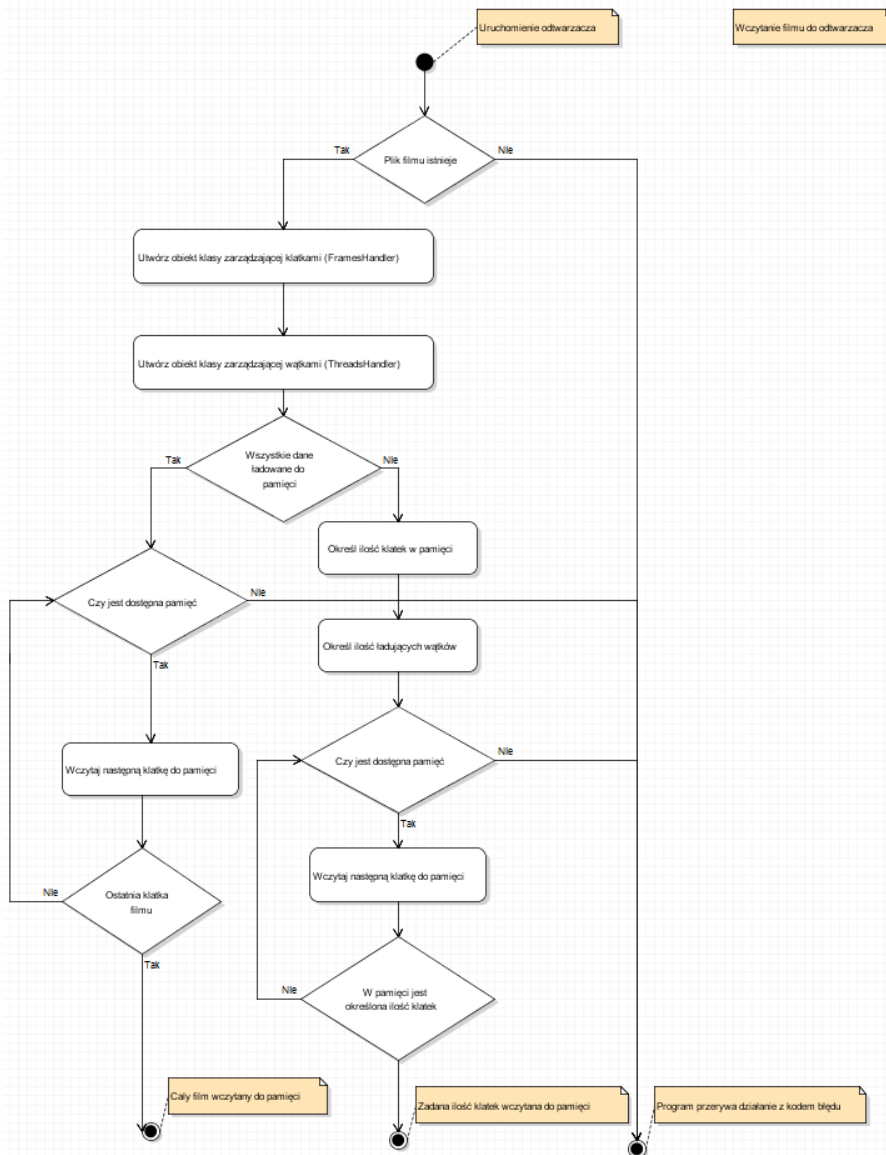 Uruchomienie odtwarzacza
Wczytanie filmu do odtwarzacza
Plik filmu istnieje
Tak
Nie
Utwórz obiekt klasy zarządzającej klatkami (FramesHandler)
Utwórz obiekt klasy zarządzającej wątkami (ThreadsHandler)
Wszystkie dane
ładowane do
pamięci
Tak
Nie
Określ ilość klatek w pamięci
Czy jest dostępna pamięć
Nie
Tak
Określ ilość ładujących wątków
Czy jest dostępna pamięć
Nie
Tak
Wczytaj następną klatkę do pamięci
Wczytaj następną klatkę do pamięci
Ostatnia klatka
filmu
Nie
Tak
W pamięci jest
określona ilość klatek
Nie
Cały film wczytany do pamięci
Zadana ilość klatek wczytana do pamięci
Program przerywa działanie z kodem błędu